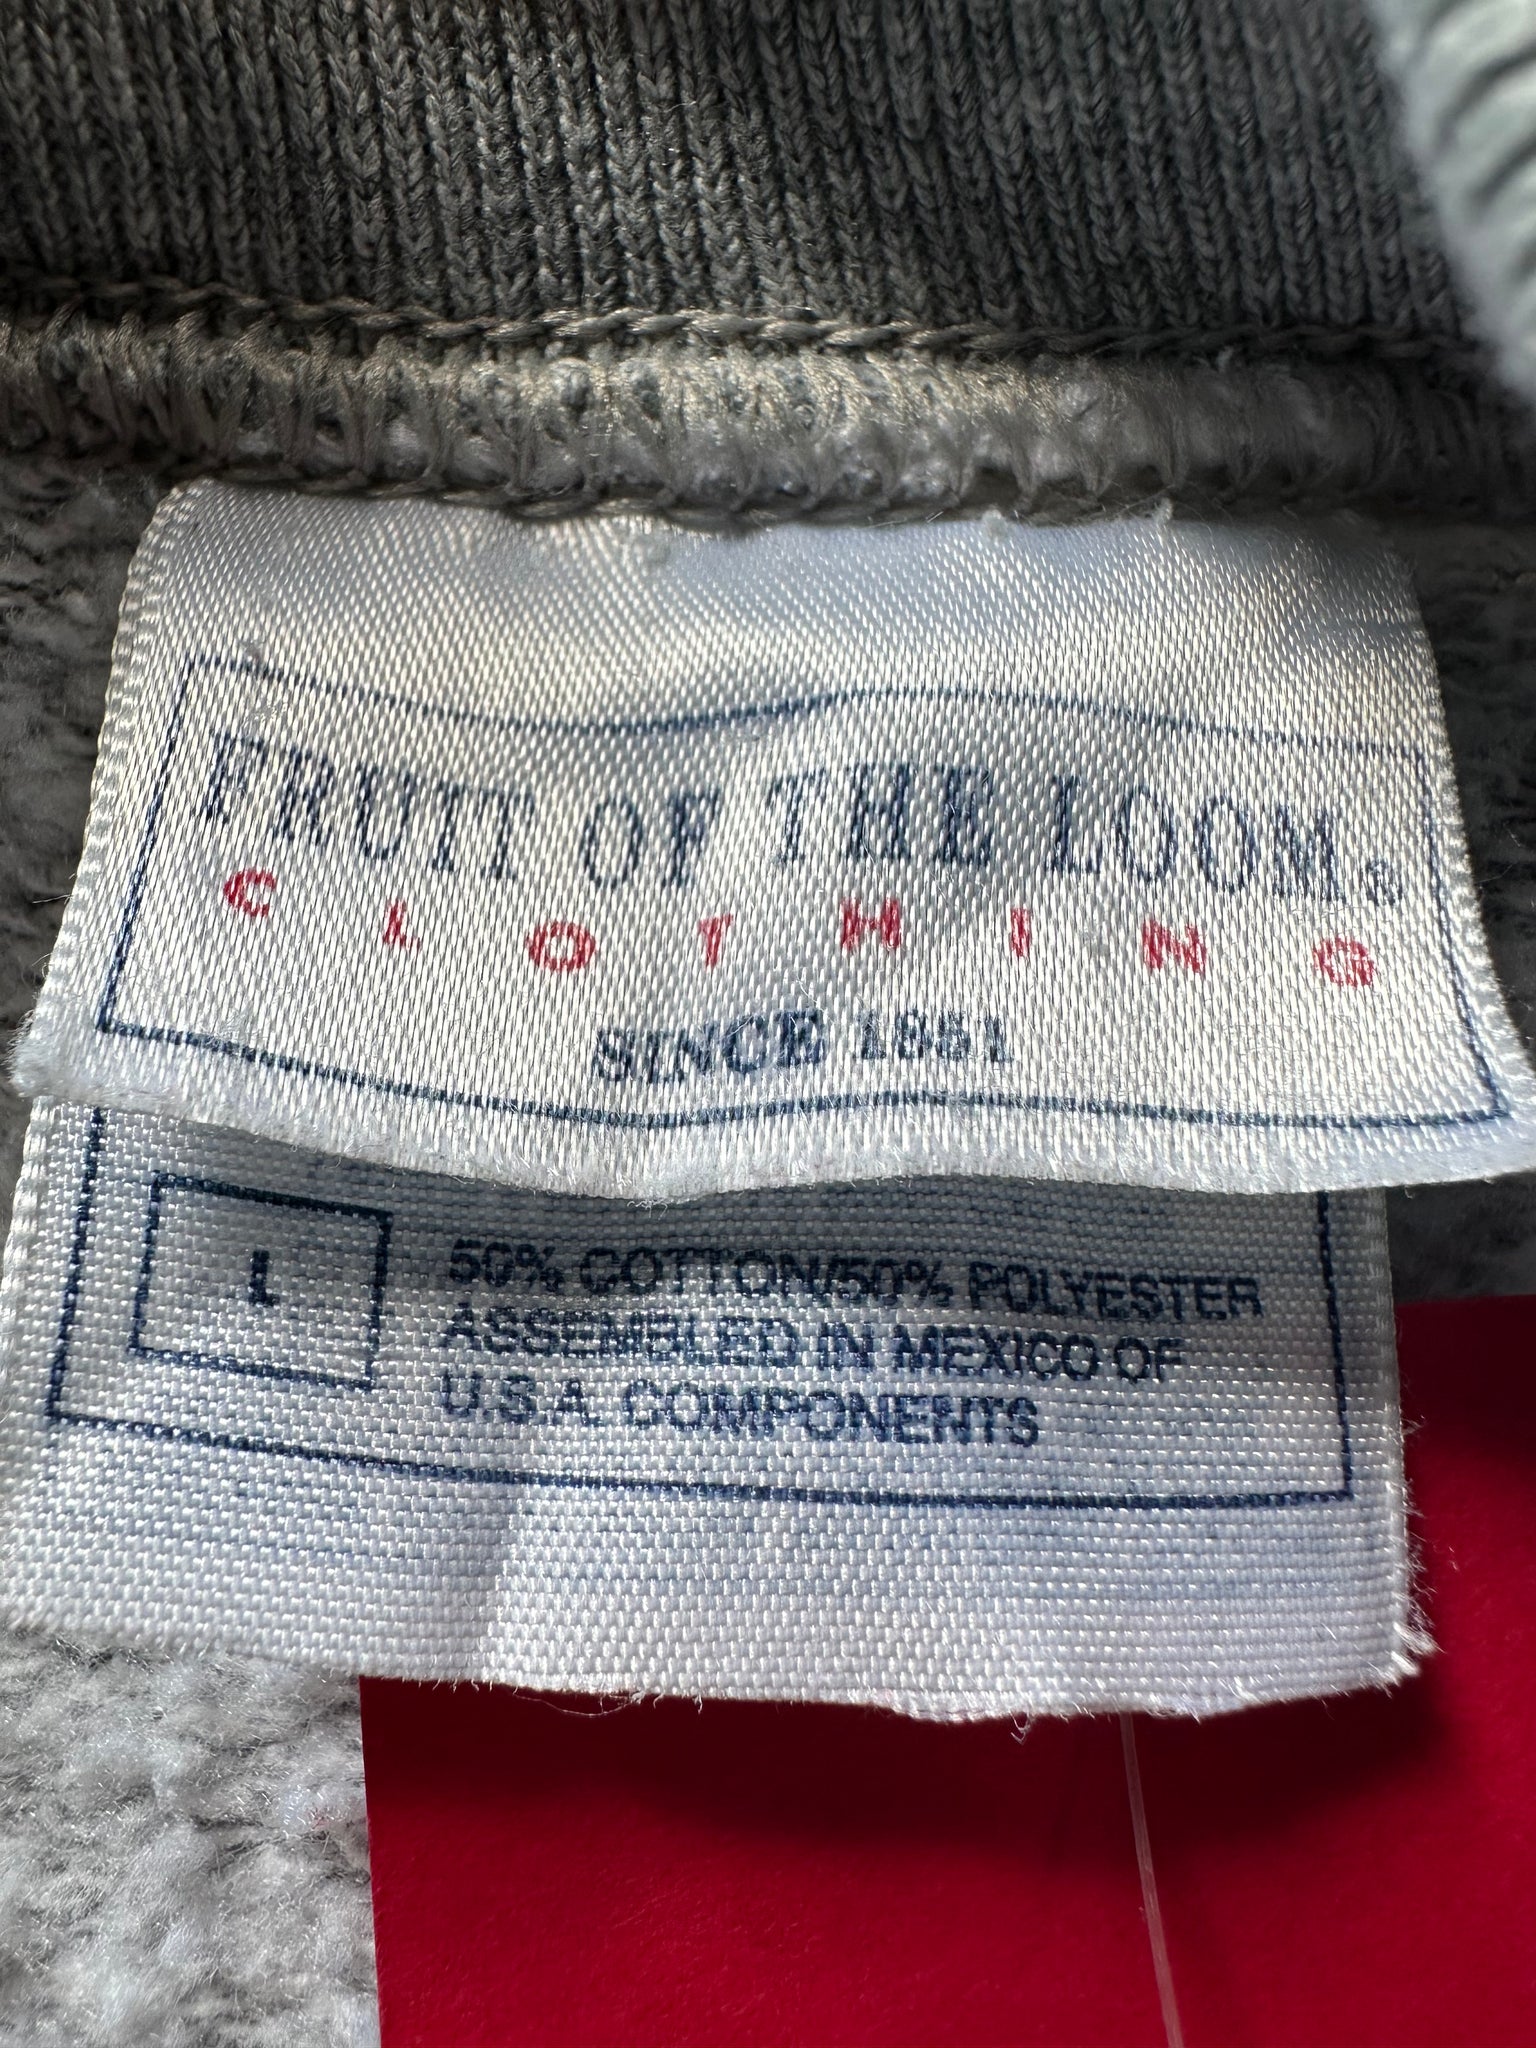 FRUIT OF THE LOOM®
CLOTHING
SINCE 1851
L
50% COTTON/50% POLYESTER
ASSEMBLED IN MEXICO OF
U.S.A. COMPONENTS